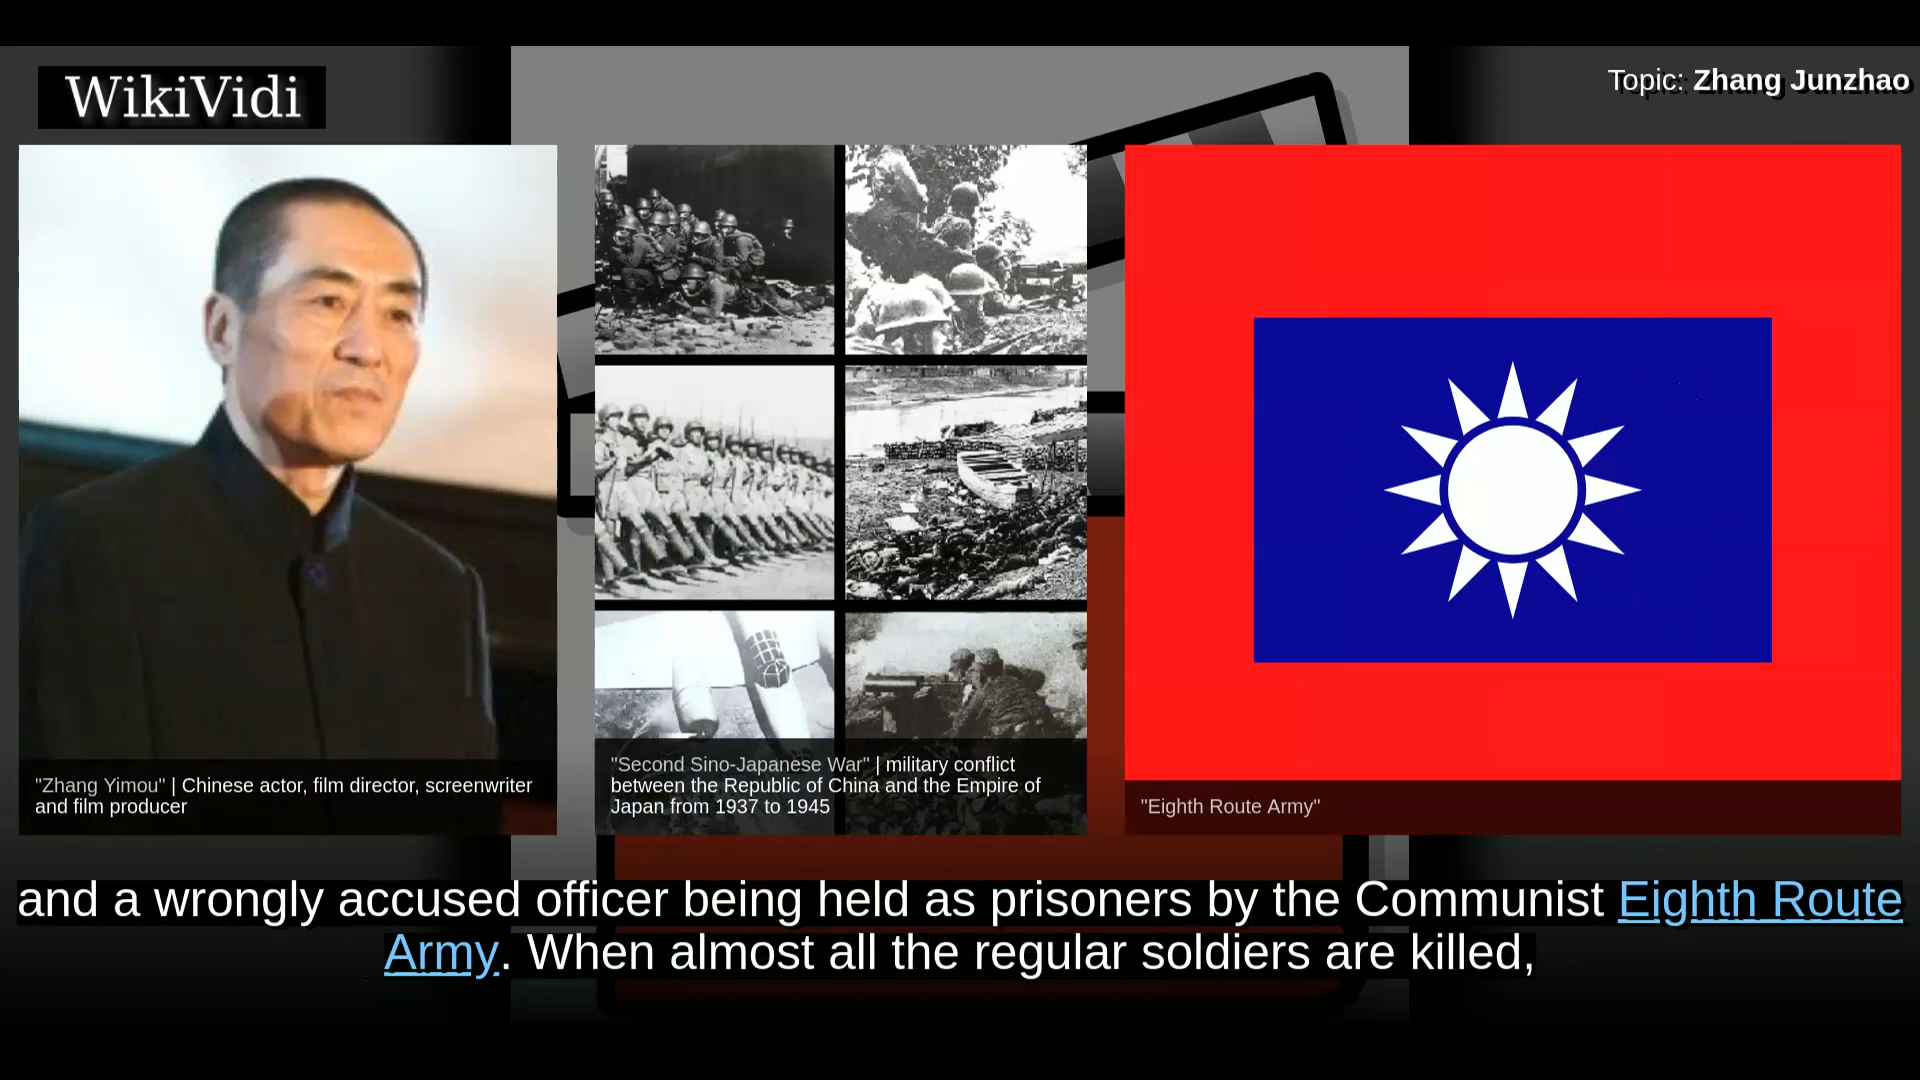 WikiVidi
Topic: Zhang Junzhao
"Zhang Yimou" | Chinese actor, film director, screenwriter
and film producer
"Second Sino-Japanese War" | military conflict
between the Republic of China and the Empire of
Japan from 1937 to 1945
"Eighth Route Army"
and a wrongly accused officer being held as prisoners by the Communist Eighth Route
Army. When almost all the regular soldiers are killed,